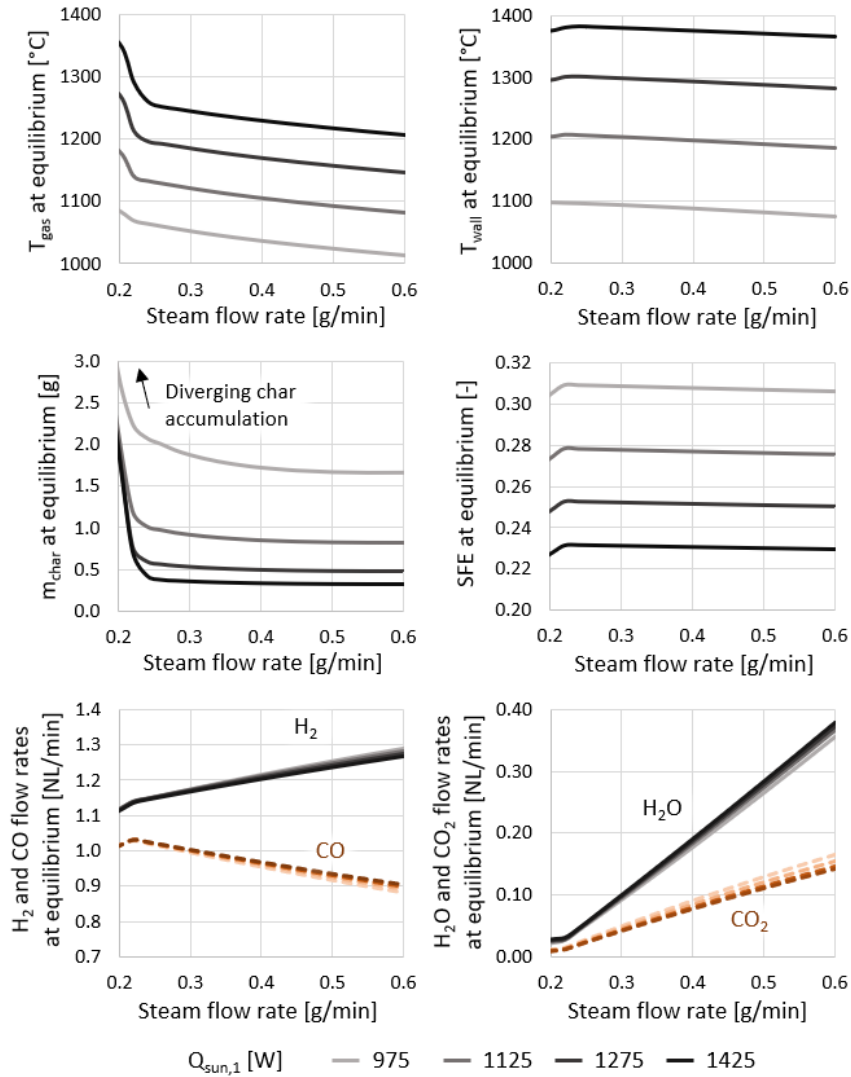 T_gas at equilibrium [°C]
1400
1300
1200
1100
1000
0.2 0.3 0.4 0.5 0.6
Steam flow rate [g/min]
T_wall at equilibrium [°C]
1400
1300
1200
1100
1000
0.2 0.3 0.4 0.5 0.6
Steam flow rate [g/min]
m_char at equilibrium [g]
3.0
2.5
2.0
1.5
1.0
0.5
0.0
Diverging char
accumulation
0.2 0.3 0.4 0.5 0.6
Steam flow rate [g/min]
SFE at equilibrium [-]
0.32
0.30
0.28
0.26
0.24
0.22
0.20
0.2 0.3 0.4 0.5 0.6
Steam flow rate [g/min]
H₂ and CO flow rates
at equilibrium [NL/min]
1.4
1.3
1.2
1.1
1.0
0.9
0.8
0.7
H₂
CO
0.2 0.3 0.4 0.5 0.6
Steam flow rate [g/min]
H₂O and CO₂ flow rates
at equilibrium [NL/min]
0.40
0.30
0.20
0.10
0.00
H₂O
CO₂
0.2 0.3 0.4 0.5 0.6
Steam flow rate [g/min]
Q_sun,1 [W] 975 1125 1275 1425